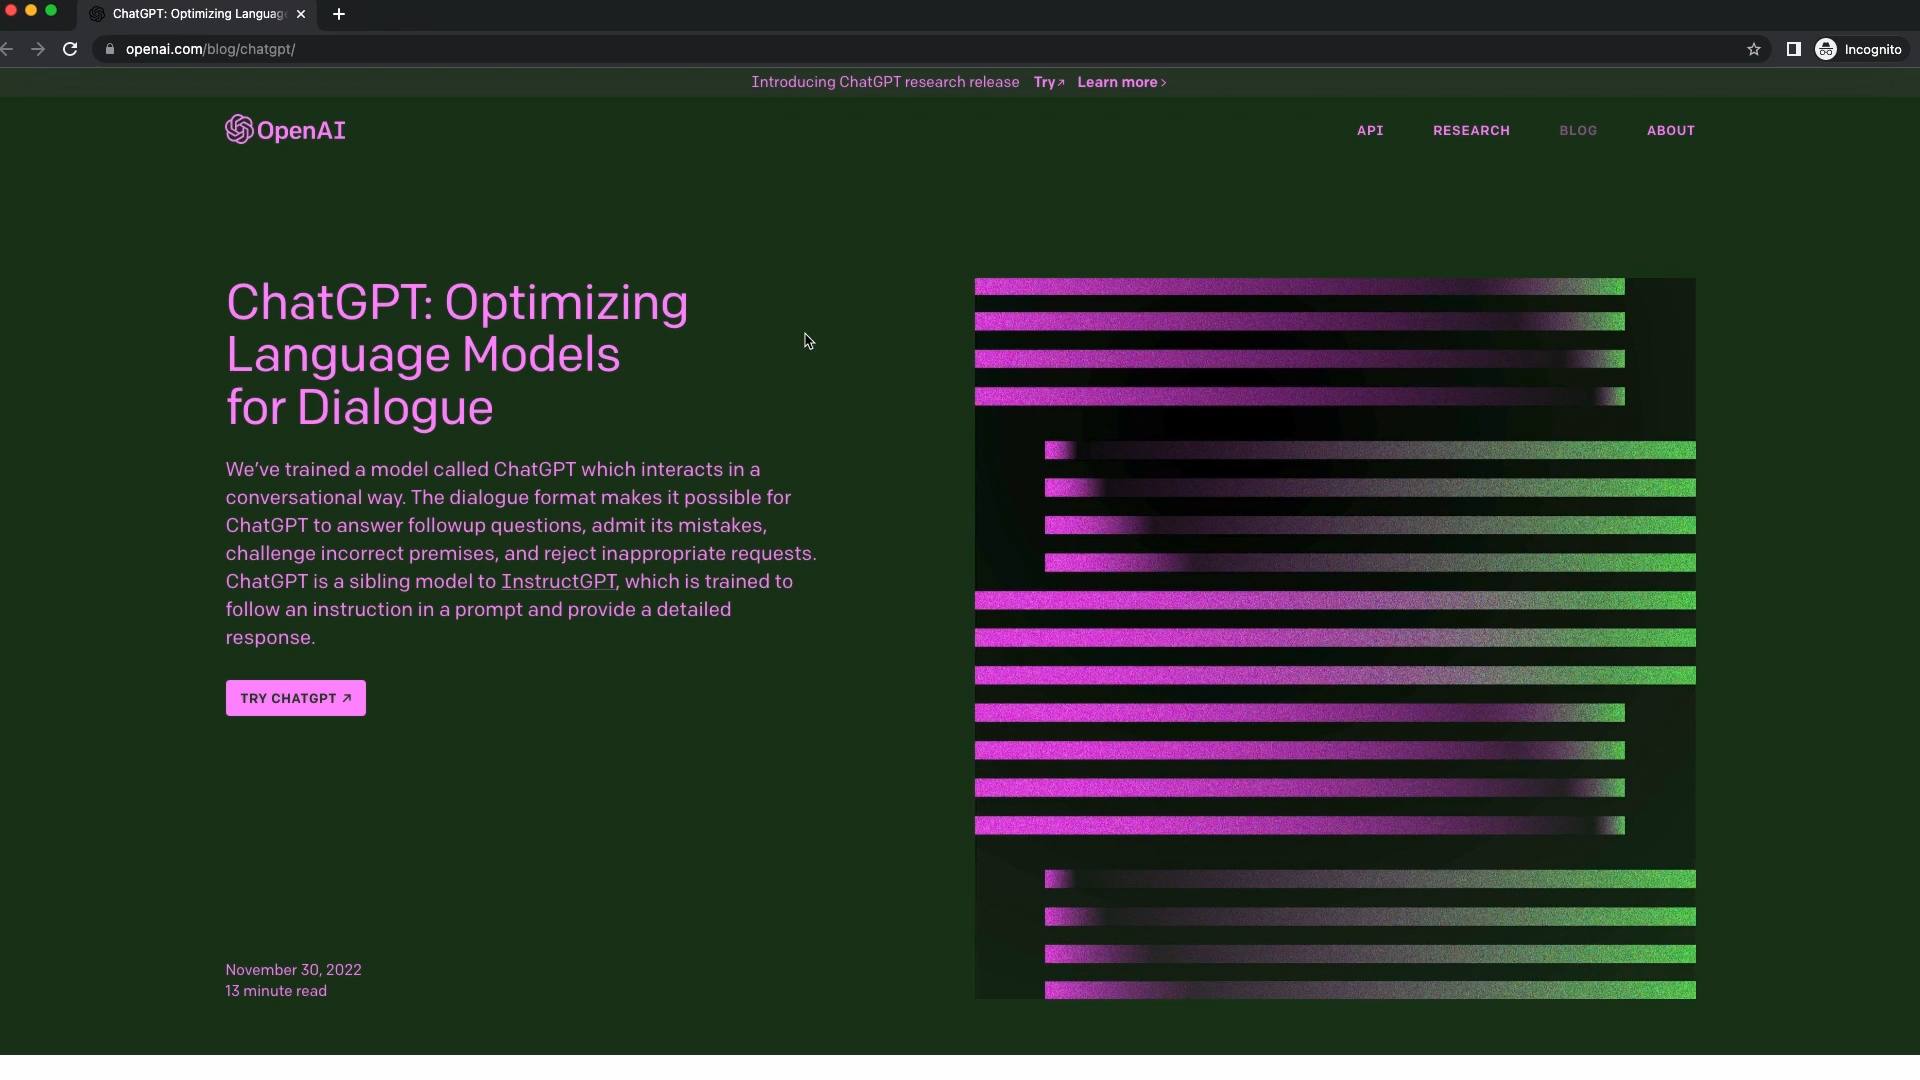 ChatGPT: Optimizing Languag
openai.com/blog/chatgpt/
Incognito
Introducing ChatGPT research release Try↗ Learn more ›
OpenAI
API RESEARCH BLOG ABOUT
ChatGPT: Optimizing
Language Models
for Dialogue
We’ve trained a model called ChatGPT which interacts in a
conversational way. The dialogue format makes it possible for
ChatGPT to answer followup questions, admit its mistakes,
challenge incorrect premises, and reject inappropriate requests.
ChatGPT is a sibling model to InstructGPT, which is trained to
follow an instruction in a prompt and provide a detailed
response.
TRY CHATGPT ↗
November 30, 2022
13 minute read